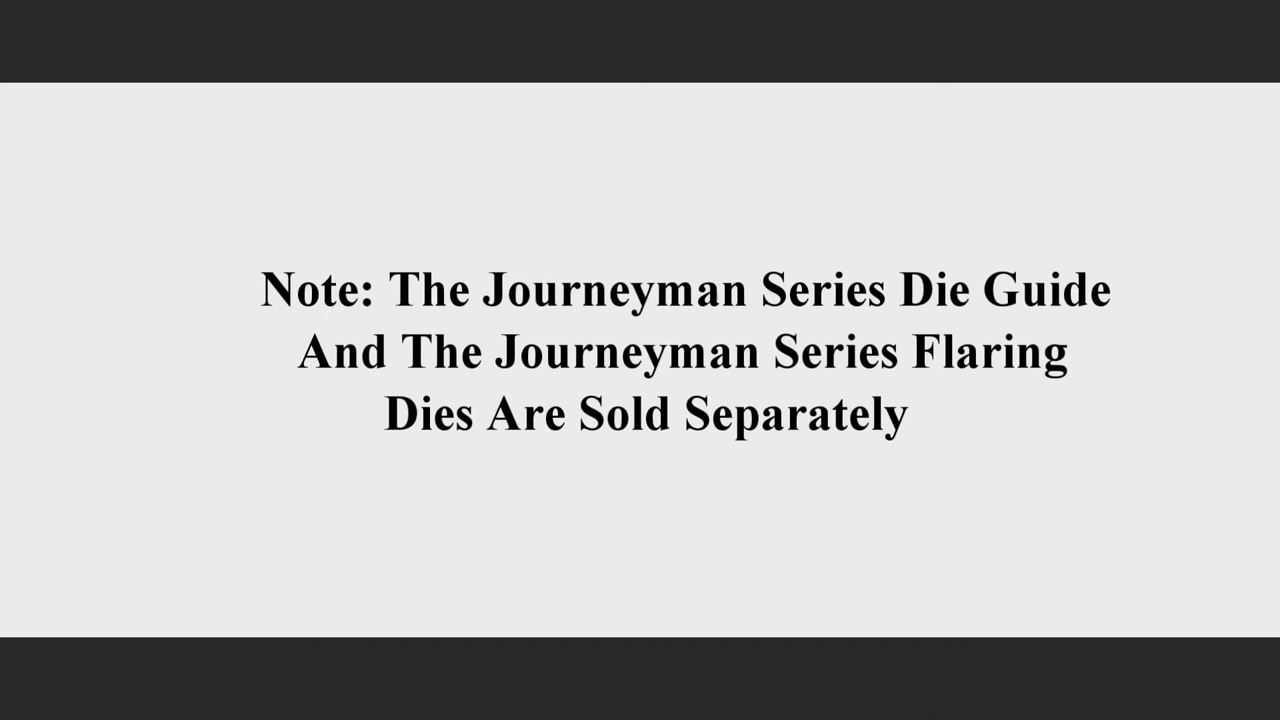 Note: The Journeyman Series Die Guide
And The Journeyman Series Flaring
Dies Are Sold Separately